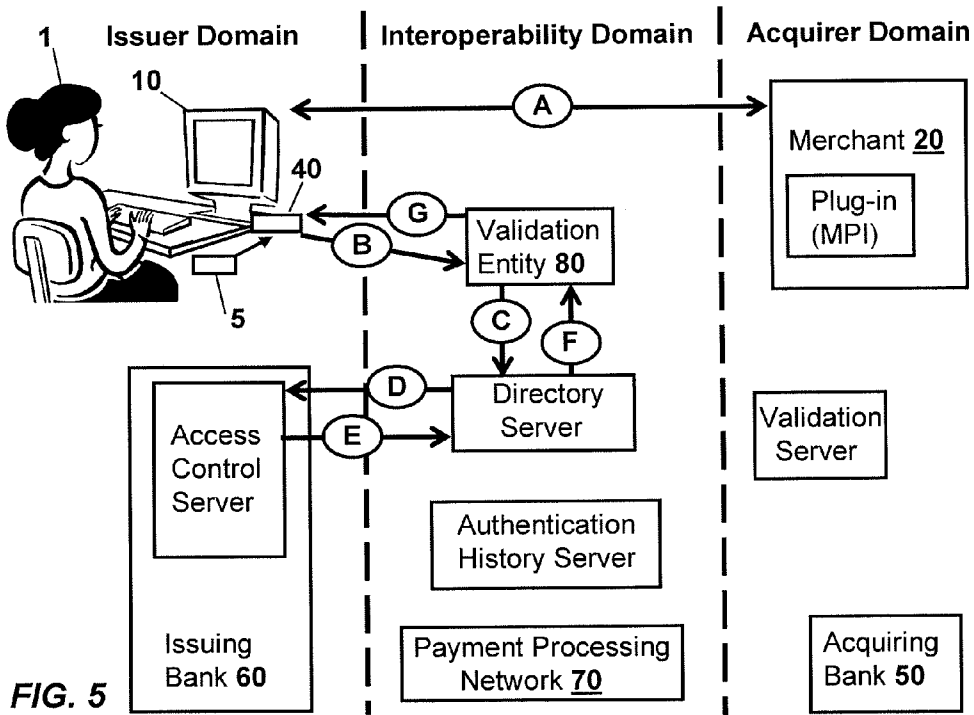 1
Issuer Domain
Interoperability Domain
Acquirer Domain
10
A
Merchant 20
Plug-in
(MPI)
40
G
B
Validation
Entity 80
5
C
F
D
E
Directory
Server
Access
Control
Server
Validation
Server
Authentication
History Server
Issuing
Bank 60
Payment Processing
Network 70
Acquiring
Bank 50
FIG. 5